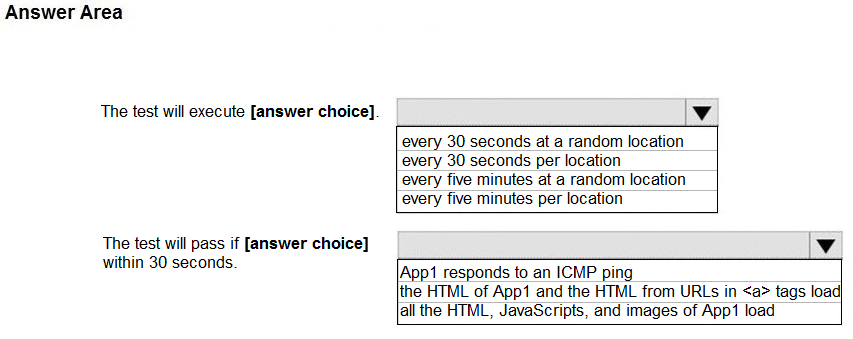 Answer Area
The test will execute [answer choice].
every 30 seconds at a random location
every 30 seconds per location
every five minutes at a random location
every five minutes per location
The test will pass if [answer choice]
within 30 seconds.
App1 responds to an ICMP ping
the HTML of App1 and the HTML from URLs in <a> tags load
all the HTML, JavaScripts, and images of App1 load